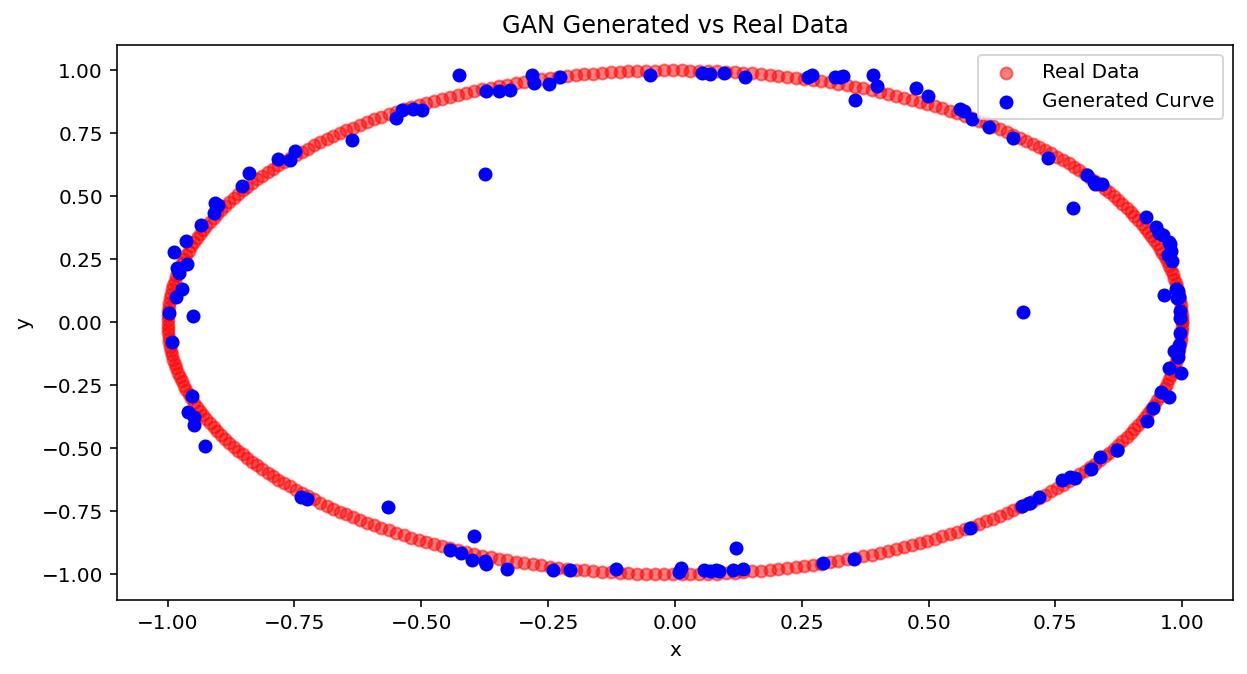 GAN Generated vs Real Data
Real Data
Generated Curve
1.00
0.75
0.50
0.25
0.00
−0.25
−0.50
−0.75
−1.00
y
−1.00 −0.75 −0.50 −0.25 0.00 0.25 0.50 0.75 1.00
x